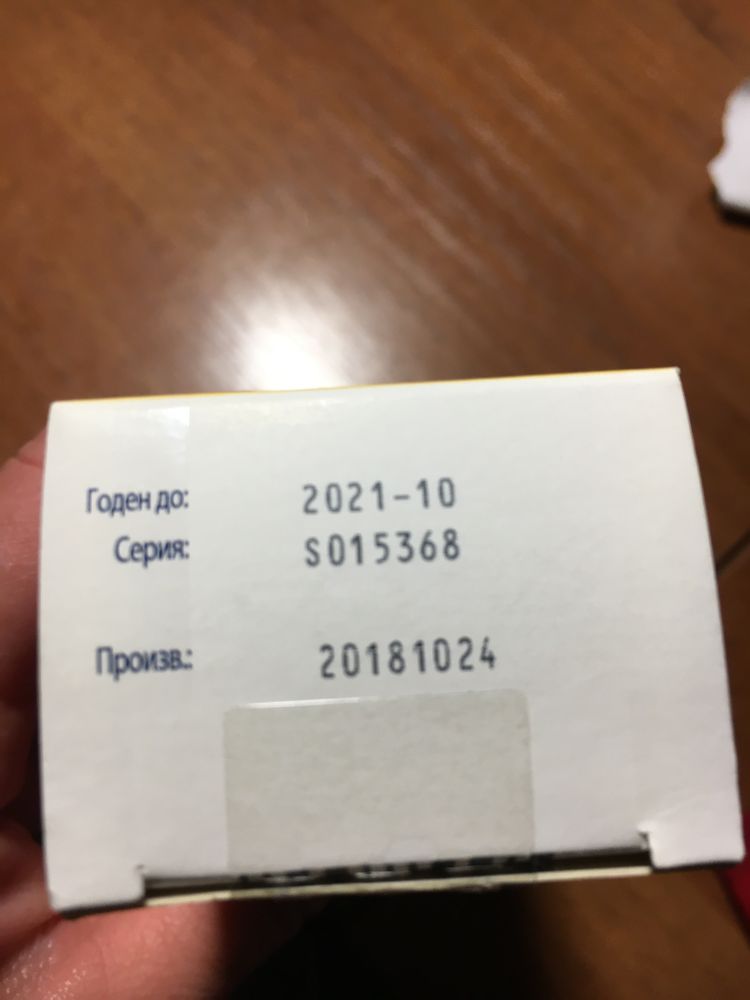 Годен до: 2021-10
Серия: S015368
Произв.: 20181024